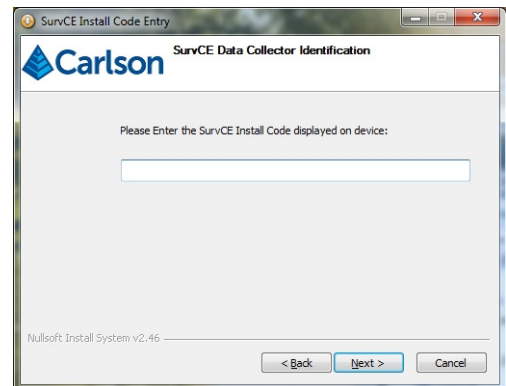 SurvCE Install Code Entry
Carlson
SurvCE Data Collector Identification
Please Enter the SurvCE Install Code displayed on device:
Nullsoft Install System v2.46
< Back
Next >
Cancel